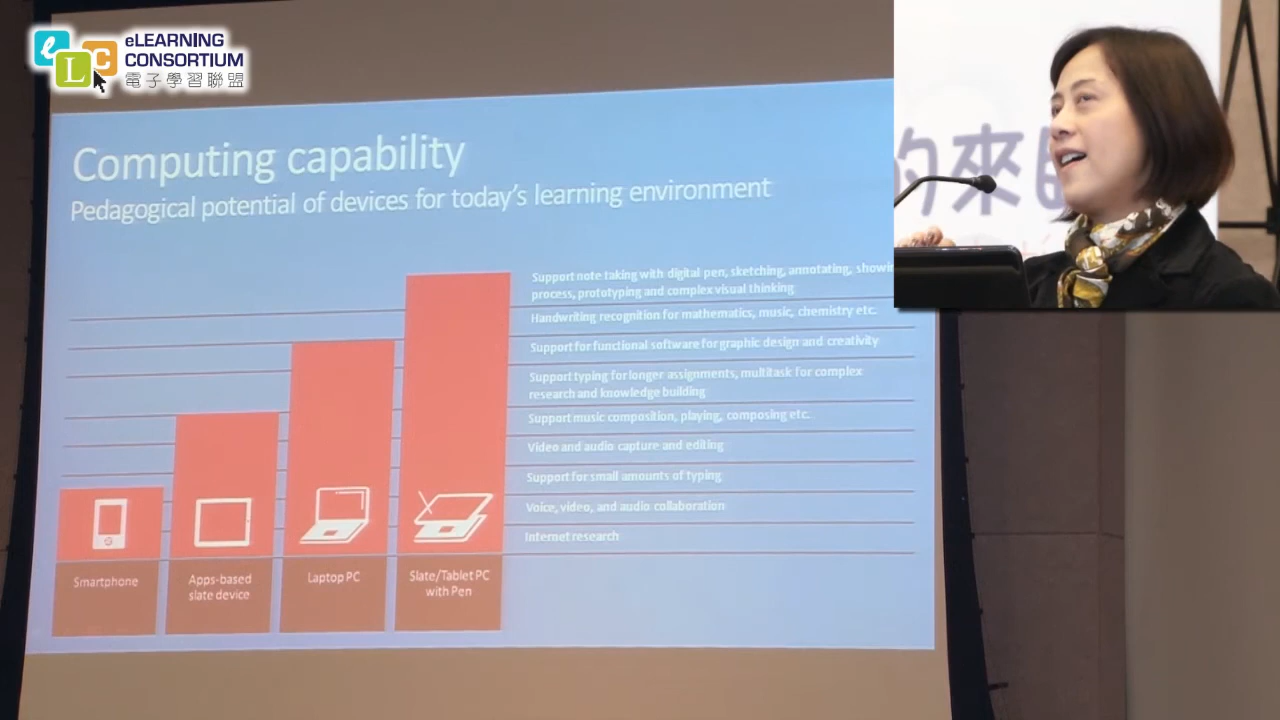 eLEARNING
CONSORTIUM
電子學習聯盟
eLC
Computing capability
Pedagogical potential of devices for today's learning environment
Support note taking with digital pen, sketching, annotating, showin
process, prototyping and complex visual thinking
Handwriting recognition for mathematics, music, chemistry etc.
Support for functional software for graphic design and creativity
Support typing for longer assignments, multitask for complex
research and knowledge building
Support music composition, playing, composing etc.
Video and audio capture and editing
Support for small amounts of typing
Voice, video, and audio collaboration
Internet research
Smartphone
Apps-based
slate device
Laptop PC
Slate/Tablet PC
with Pen
的來